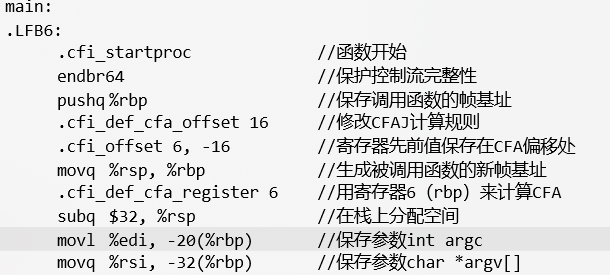 main:
.LFB6:
.cfi_startproc //函数开始
endbr64 //保护控制流完整性
pushq %rbp //保存调用函数的帧基址
.cfi_def_cfa_offset 16 //修改CFAJ计算规则
.cfi_offset 6, -16 //寄存器先前值保存在CFA偏移处
movq %rsp, %rbp //生成被调用函数的新帧基址
.cfi_def_cfa_register 6 //用寄存器6（rbp）来计算CFA
subq $32, %rsp //在栈上分配空间
movl %edi, -20(%rbp) //保存参数int argc
movq %rsi, -32(%rbp) //保存参数char *argv[]